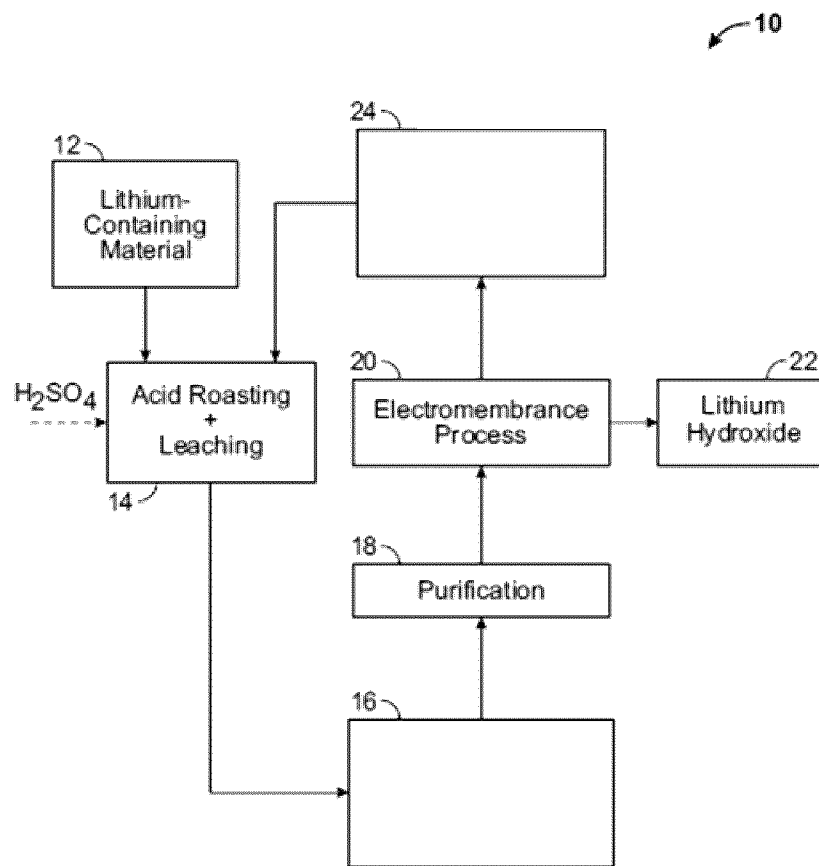 10
24
12
Lithium-
Containing
Material
20
22
H2SO4
Acid Roasting
+
Leaching
Electromembrance
Process
Lithium
Hydroxide
14
18
Purification
16